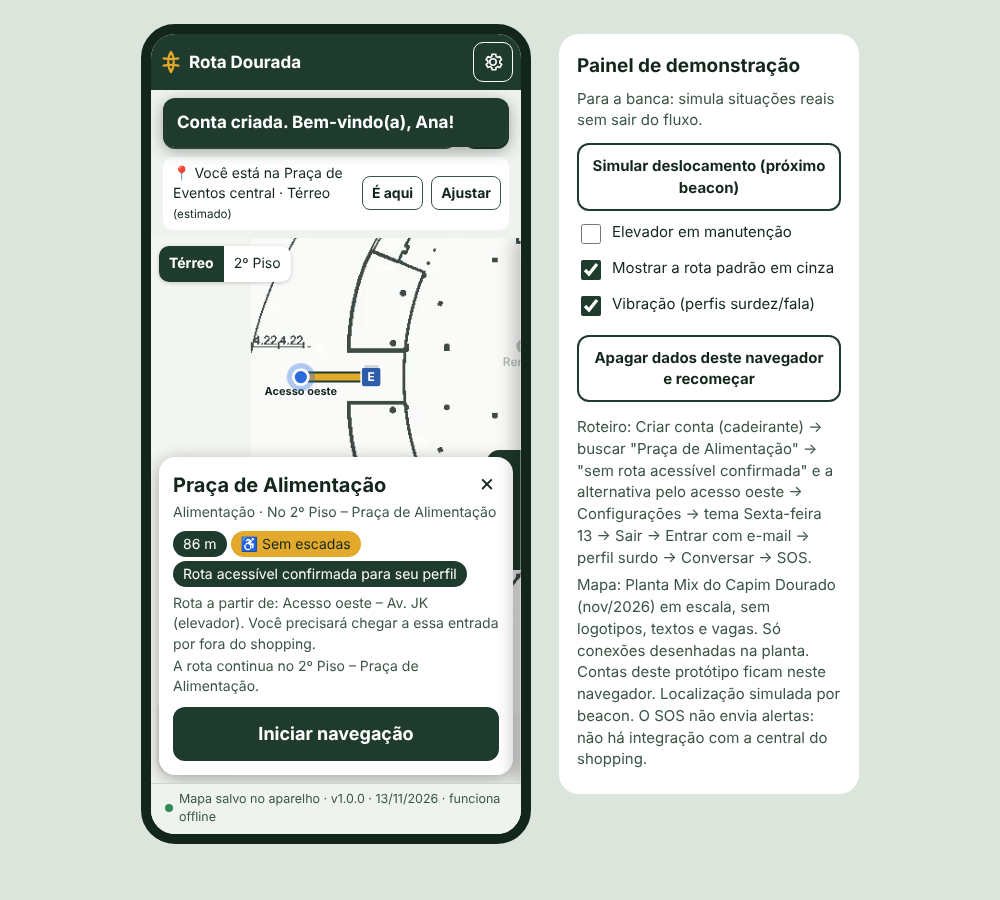 Rota Dourada
Conta criada. Bem-vindo(a), Ana!
📍 Você está na Praça de
Eventos central · Térreo
(estimado)
É aqui
Ajustar
Térreo
2º Piso
4.22 4.22
E
Acesso oeste
Praça de Alimentação
✕
Alimentação · No 2º Piso – Praça de Alimentação
86 m
♿ Sem escadas
Rota acessível confirmada para seu perfil
Rota a partir de: Acesso oeste – Av. JK
(elevador). Você precisará chegar a essa entrada
por fora do shopping.
A rota continua no 2º Piso – Praça de
Alimentação.
Iniciar navegação
Mapa salvo no aparelho · v1.0.0 · 13/11/2026 · funciona
offline
Painel de demonstração
Para a banca: simula situações reais
sem sair do fluxo.
Simular deslocamento (próximo
beacon)
Elevador em manutenção
Mostrar a rota padrão em cinza
Vibração (perfis surdez/fala)
Apagar dados deste navegador
e recomeçar
Roteiro: Criar conta (cadeirante) →
buscar "Praça de Alimentação" →
"sem rota acessível confirmada" e a
alternativa pelo acesso oeste →
Configurações → tema Sexta-feira
13 → Sair → Entrar com e-mail →
perfil surdo → Conversar → SOS.
Mapa: Planta Mix do Capim Dourado
(nov/2026) em escala, sem
logotipos, textos e vagas. Só
conexões desenhadas na planta.
Contas deste protótipo ficam neste
navegador. Localização simulada por
beacon. O SOS não envia alertas:
não há integração com a central do
shopping.